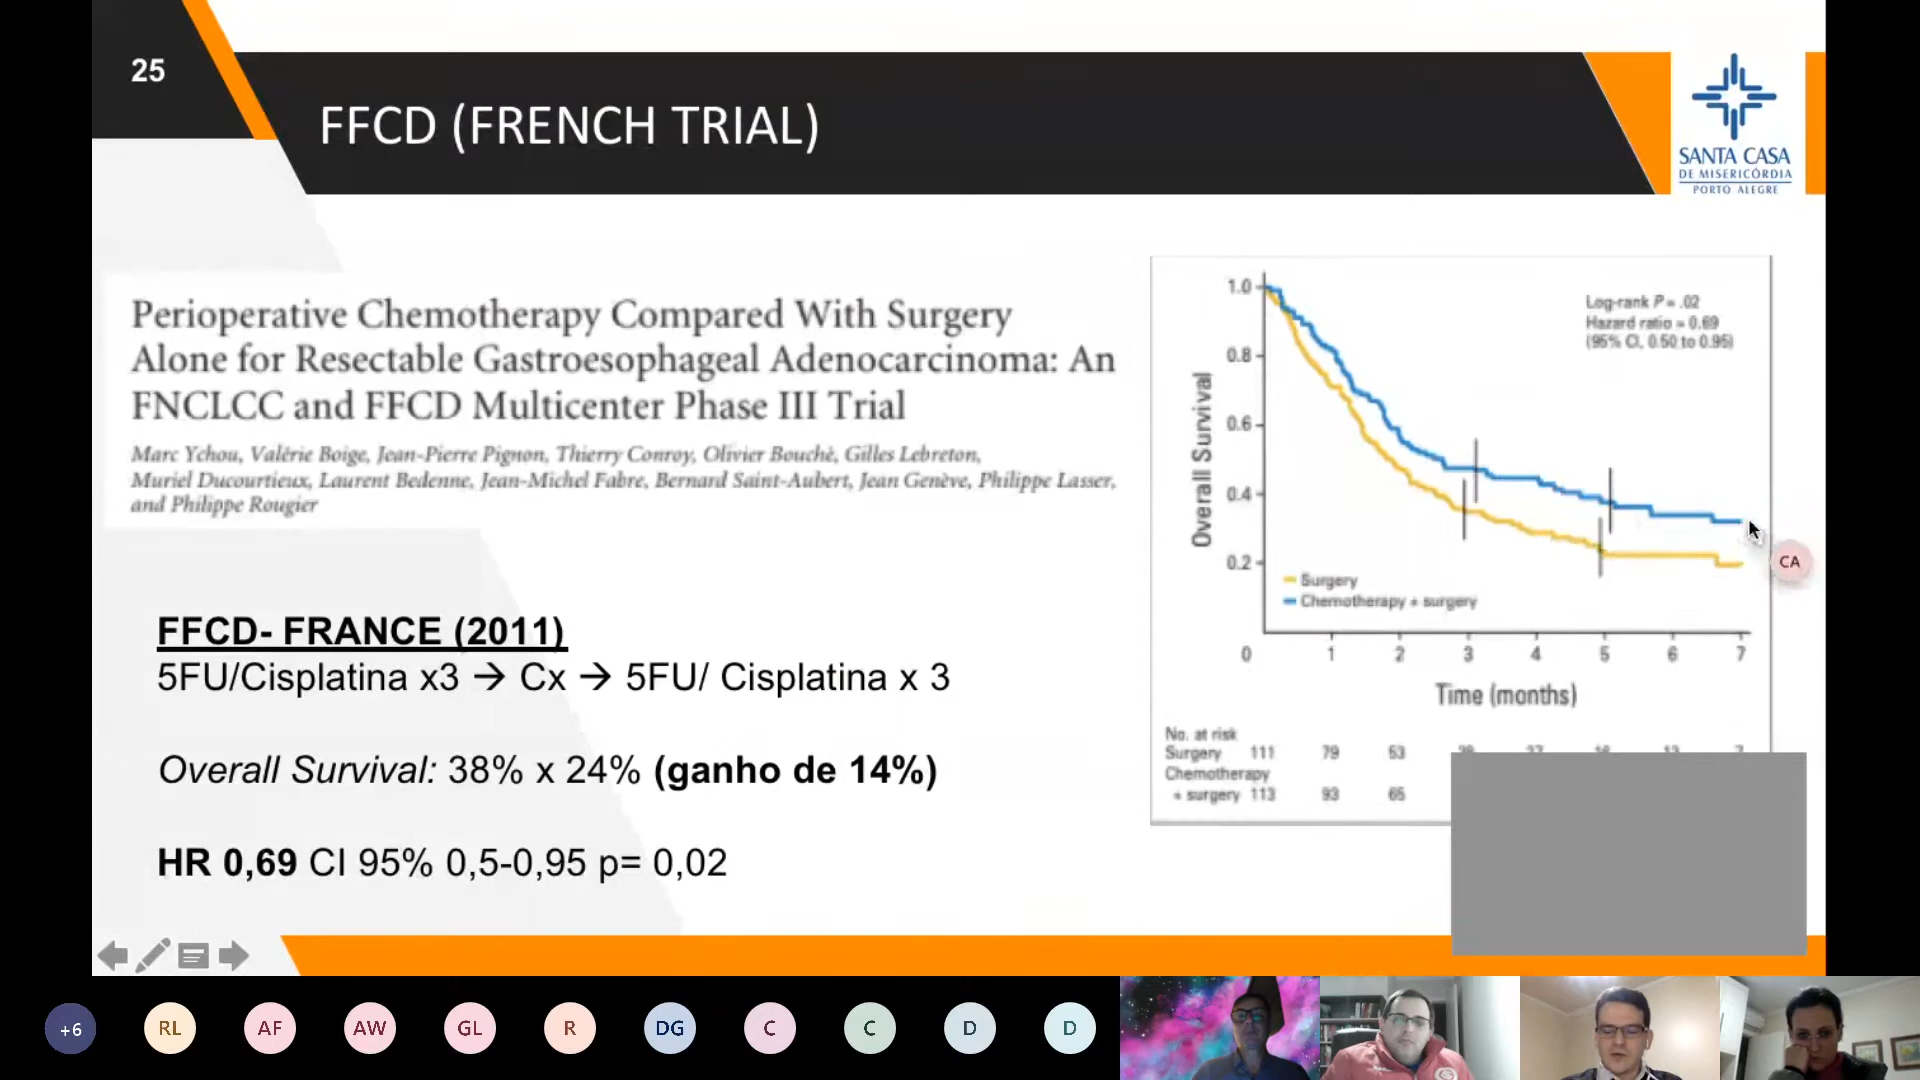 25
FFCD (FRENCH TRIAL)
SANTA CASA
DE MISERICÓRDIA
PORTO ALEGRE
Perioperative Chemotherapy Compared With Surgery
Alone for Resectable Gastroesophageal Adenocarcinoma: An
FNCLCC and FFCD Multicenter Phase III Trial
Marc Ychou, Valérie Boige, Jean-Pierre Pignon, Thierry Conroy, Olivier Bouché, Gilles Lebreton,
Muriel Ducourtieux, Laurent Bedenne, Jean-Michel Fabre, Bernard Saint-Aubert, Jean Genève, Philippe Lasser,
and Philippe Rougier
FFCD- FRANCE (2011)
5FU/Cisplatina x3 → Cx → 5FU/ Cisplatina x 3
Overall Survival: 38% x 24% (ganho de 14%)
HR 0,69 CI 95% 0,5-0,95 p= 0,02
Log-rank P = .02
Hazard ratio = 0.69
(95% CI, 0.50 to 0.95)
Overall Survival
1.0
0.8
0.6
0.4
0.2
Surgery
Chemotherapy + surgery
0 1 2 3 4 5 6 7
Time (months)
No. at risk
Surgery 111 79 53
Chemotherapy
+ surgery 113 93 65
CA
+6 RL AF AW GL R DG C C D D